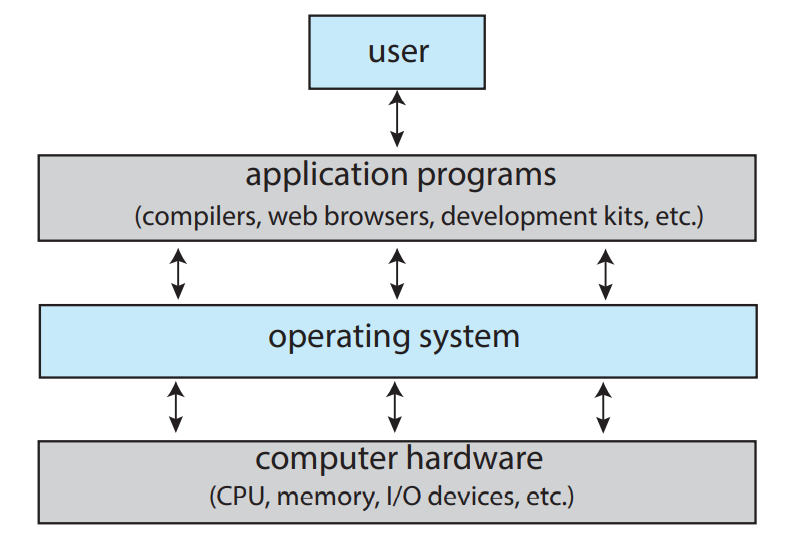 user
application programs
(compilers, web browsers, development kits, etc.)
operating system
computer hardware
(CPU, memory, I/O devices, etc.)